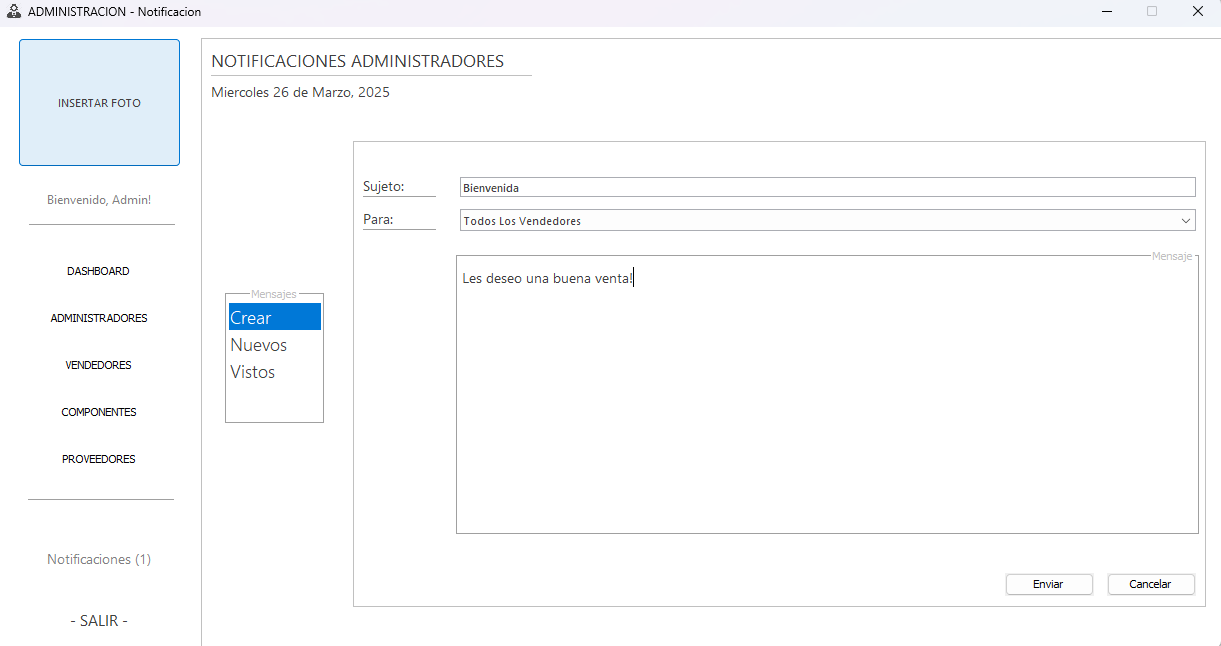 ADMINISTRACION - Notificacion
INSERTAR FOTO
Bienvenido, Admin!
DASHBOARD
ADMINISTRADORES
VENDEDORES
COMPONENTES
PROVEEDORES
Notificaciones (1)
- SALIR -
NOTIFICACIONES ADMINISTRADORES
Miercoles 26 de Marzo, 2025
Mensajes
Crear
Nuevos
Vistos
Sujeto: Bienvenida
Para: Todos Los Vendedores
Mensaje
Les deseo una buena venta!
Enviar Cancelar